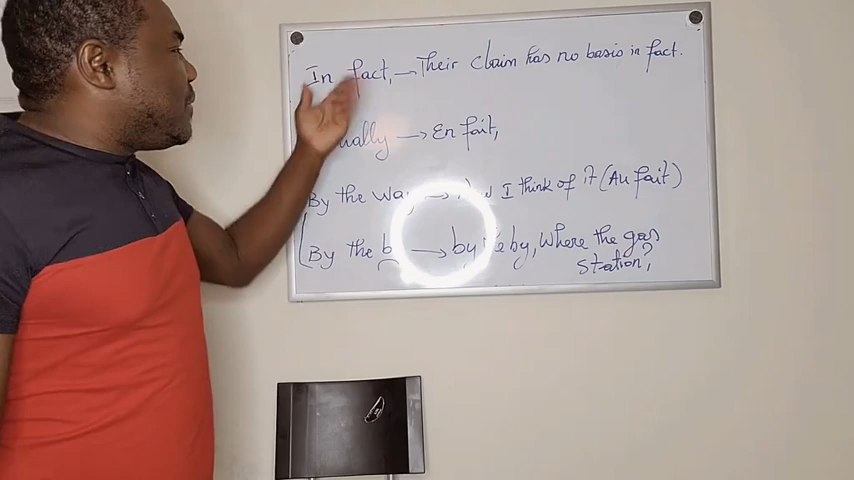 In fact, → Their claim has no basis in fact.
ually → En fait,
By the way → I think of it (Au fait)
By the b → by the by, Where the gas
station?